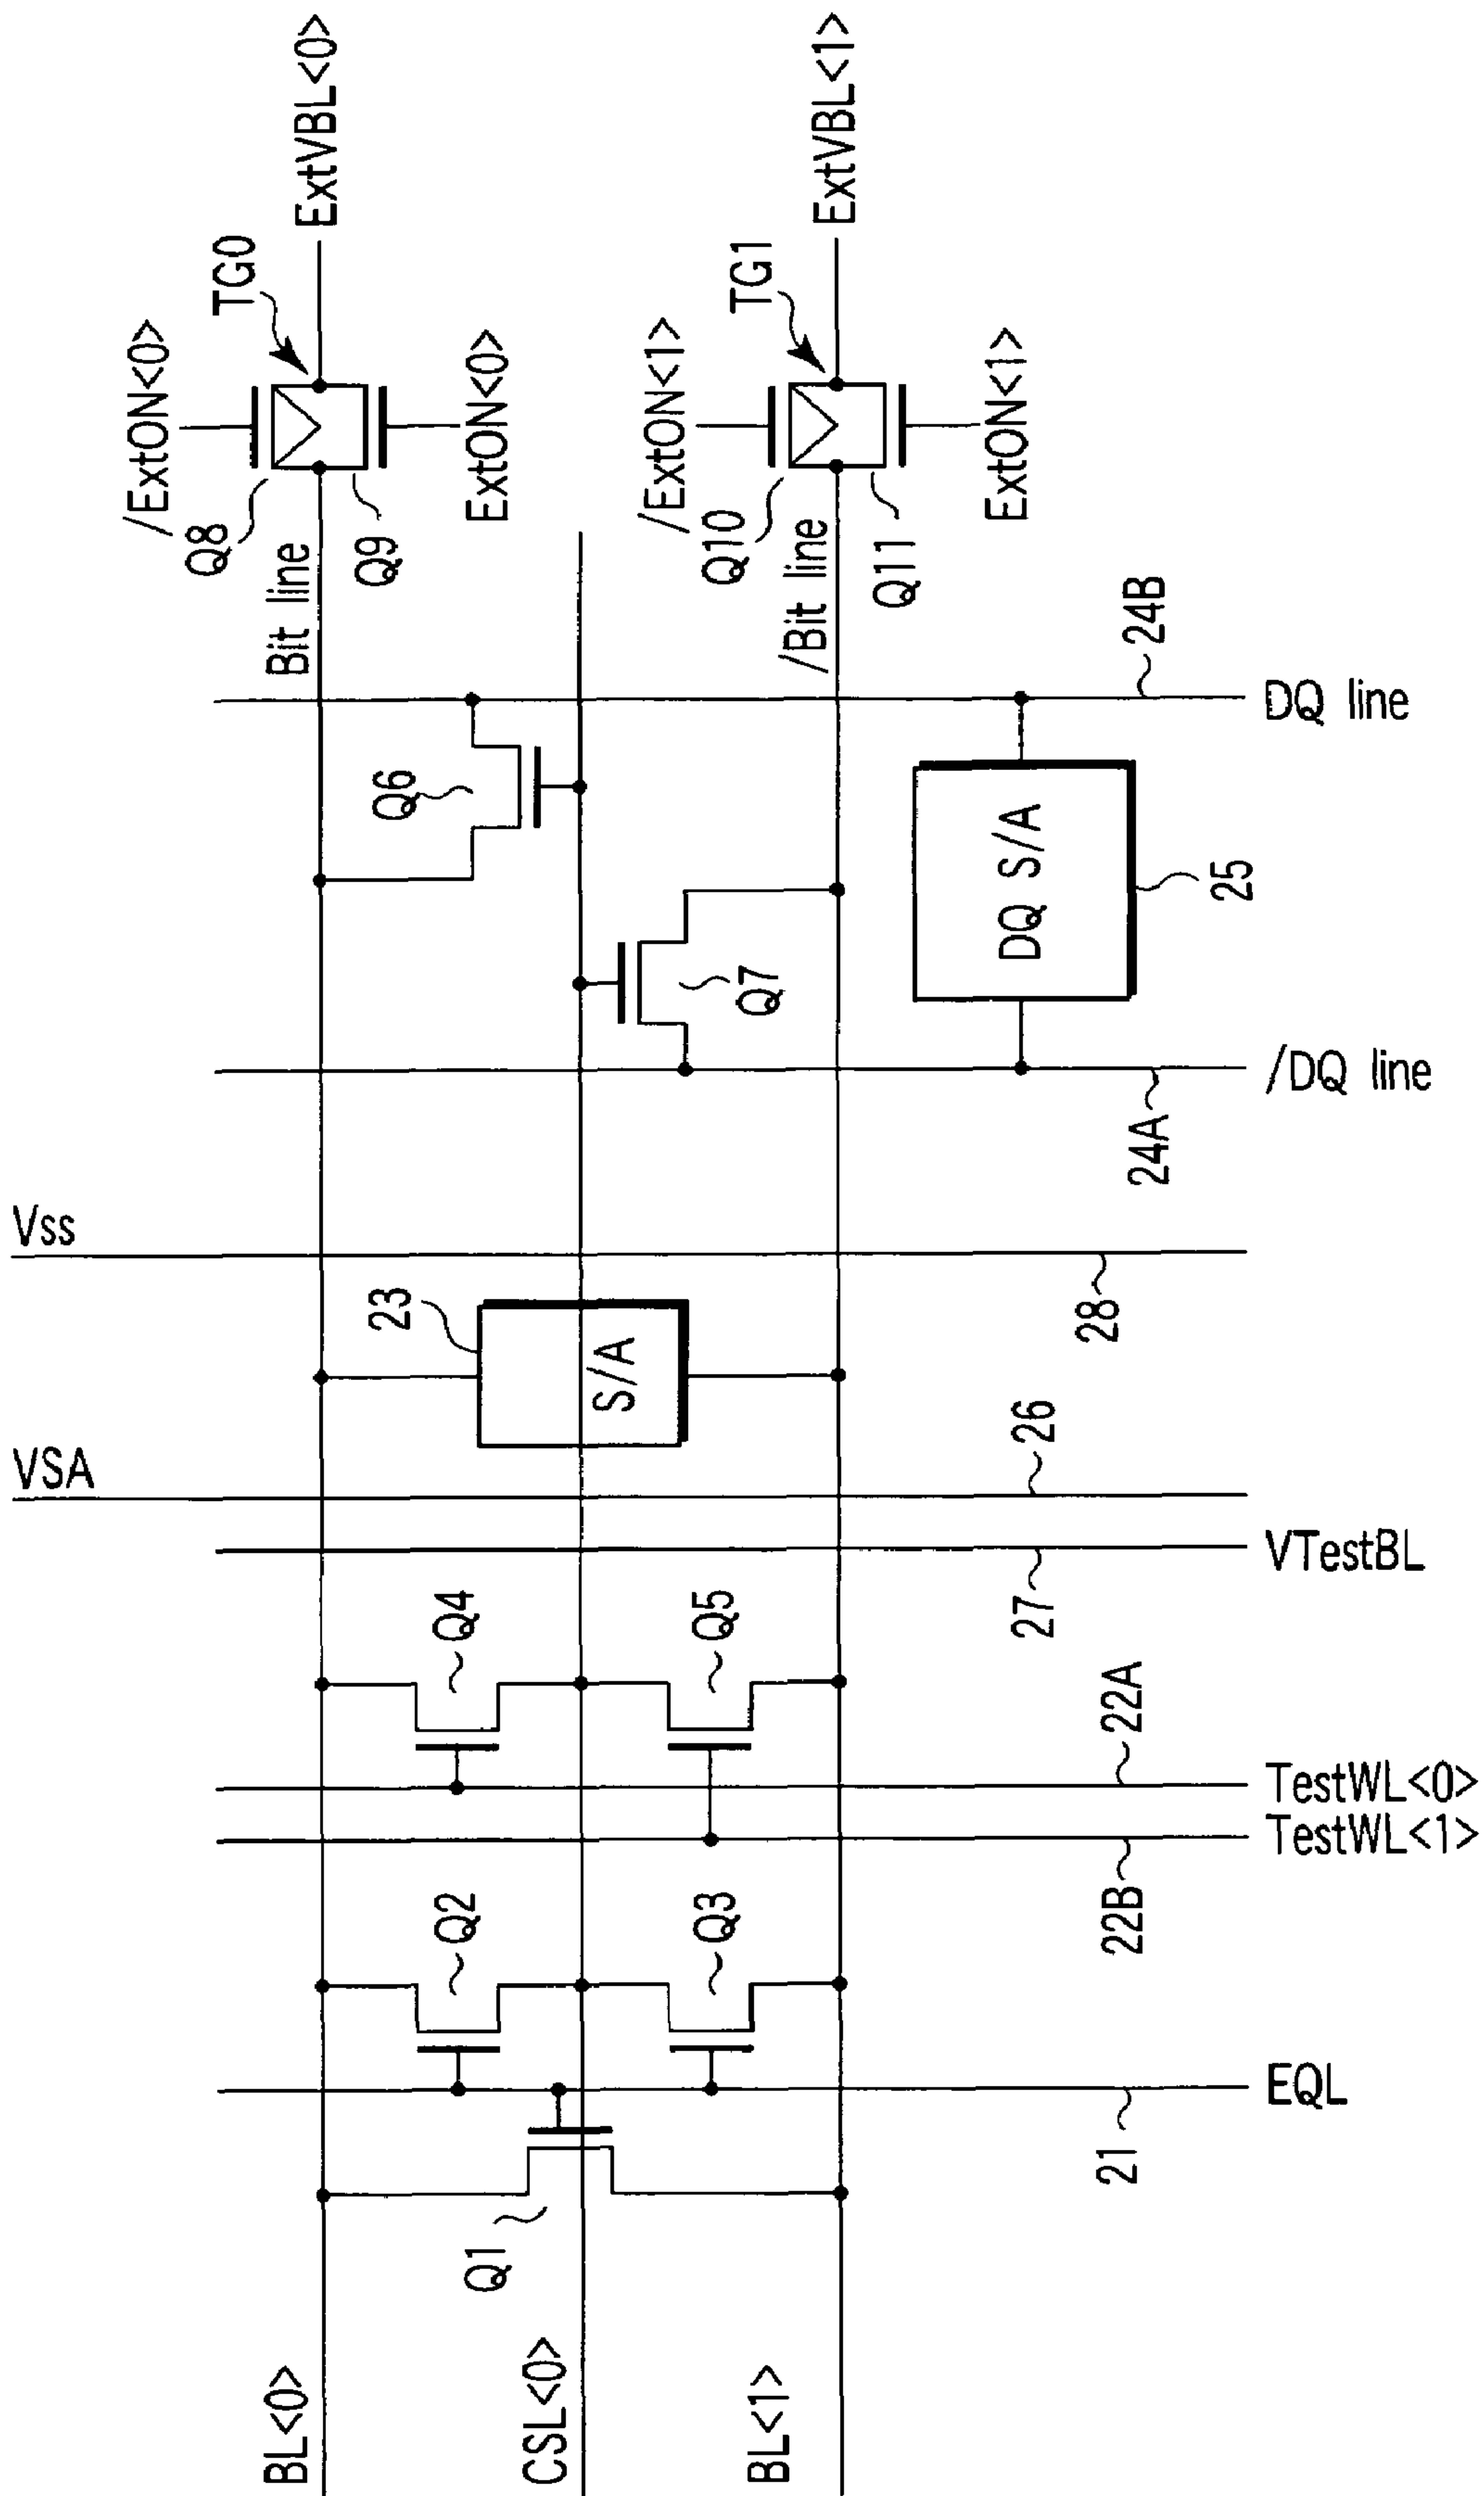 /ExtON<0>
TG0
ExtVBL<0>
Q8
Bit line
Q9
ExtON<0>
/ExtON<1>
TG1
ExtVBL<1>
Q10
/Bit line
Q11
ExtON<1>
24B
DQ line
Q6
DQ S/A
25
Q7
/DQ line
24A
Vss
23
28
S/A
VSA
26
VTestBL
27
Q4
Q5
22A
TestWL<0>
TestWL<1>
22B
Q2
Q3
EQL
21
Q1
BL<0>
CSL<0>
BL<1>